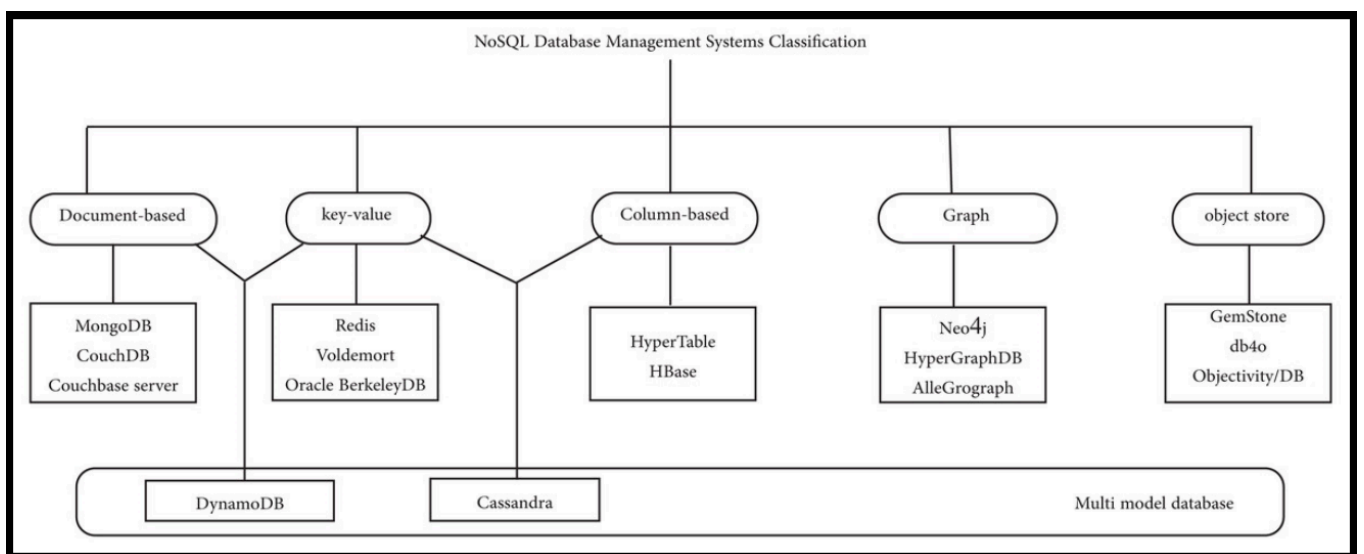 NoSQL Database Management Systems Classification
Document-based
key-value
Column-based
Graph
object store
MongoDB
CouchDB
Couchbase server
Redis
Voldemort
Oracle BerkeleyDB
HyperTable
HBase
Neo4j
HyperGraphDB
AlleGrograph
GemStone
db4o
Objectivity/DB
DynamoDB
Cassandra
Multi model database